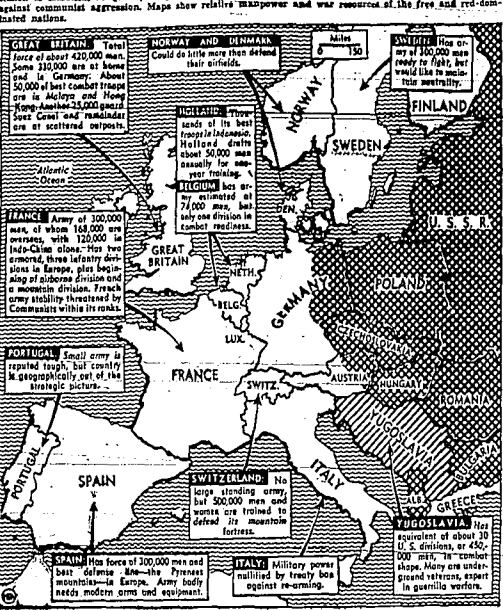 against communist aggression. Maps show relative manpower and war resources of the free and red-dom-
inated nations.
GREAT BRITAIN. Total
force of about 420,000 men.
Some 330,000 are at home
and in Germany. About
50,000 of best combat troops
are in Malaya and Hong
Kong. Another 25,000 guard
Suez Canal and remainder
are at scattered outposts.
NORWAY AND DENMARK
Could do little more than defend
their airfields.
Miles
0 150
SWEDEN. Has ar-
my of 300,000 men
ready to fight, but
would like to main-
tain neutrality.
HOLLAND. Thou-
sands of its best
troops in Indonesia.
Holland drafts
about 50,000 men
annually for one-
year training.
BELGIUM has ar-
my estimated at
74,000 men, but
only one division in
combat readiness.
NORWAY
SWEDEN
FINLAND
Atlantic
Ocean
DEN.
U. S. S. R.
FRANCE. Army of 300,000
men, of whom 168,000 are
overseas, with 120,000 in
Indo-China alone. Has two
armored, three infantry divi-
sions in Europe, plus begin-
ning of airborne division and
a mountain division. French
army stability threatened by
Communists within its ranks.
GREAT
BRITAIN
NETH.
BELG.
LUX.
GERMANY
POLAND
CZECHOSLOVAKIA
PORTUGAL. Small army is
reputed tough, but country
is geographically out of the
strategic picture.
FRANCE
SWITZ.
AUSTRIA
HUNGARY
ROMANIA
YUGOSLAVIA
BULGARIA
PORTUGAL
SPAIN
ITALY
ALB.
GREECE
SWITZERLAND. No
large standing army,
but 500,000 men and
women are trained to
defend its mountain
fortress.
SPAIN Has force of 300,000 men and
best defense line—the Pyrenes
mountains—in Europe. Army badly
needs modern arms and equipment.
ITALY: Military power
nullified by treaty ban
against re-arming.
YUGOSLAVIA. Has
equivalent of about 30
U. S. divisions, or 450,-
000 men, in combat
shape. Many are under-
ground veterans, expert
in guerrilla warfare.